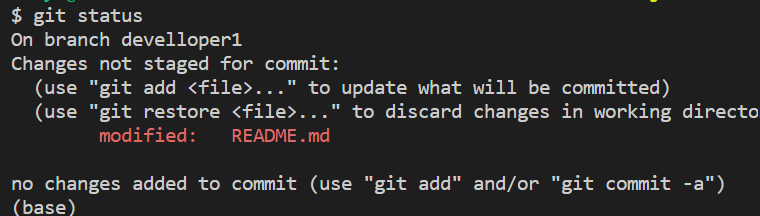 $ git status
On branch develloper1
Changes not staged for commit:
  (use "git add <file>..." to update what will be committed)
  (use "git restore <file>..." to discard changes in working directo
        modified:   README.md

no changes added to commit (use "git add" and/or "git commit -a")
(base)